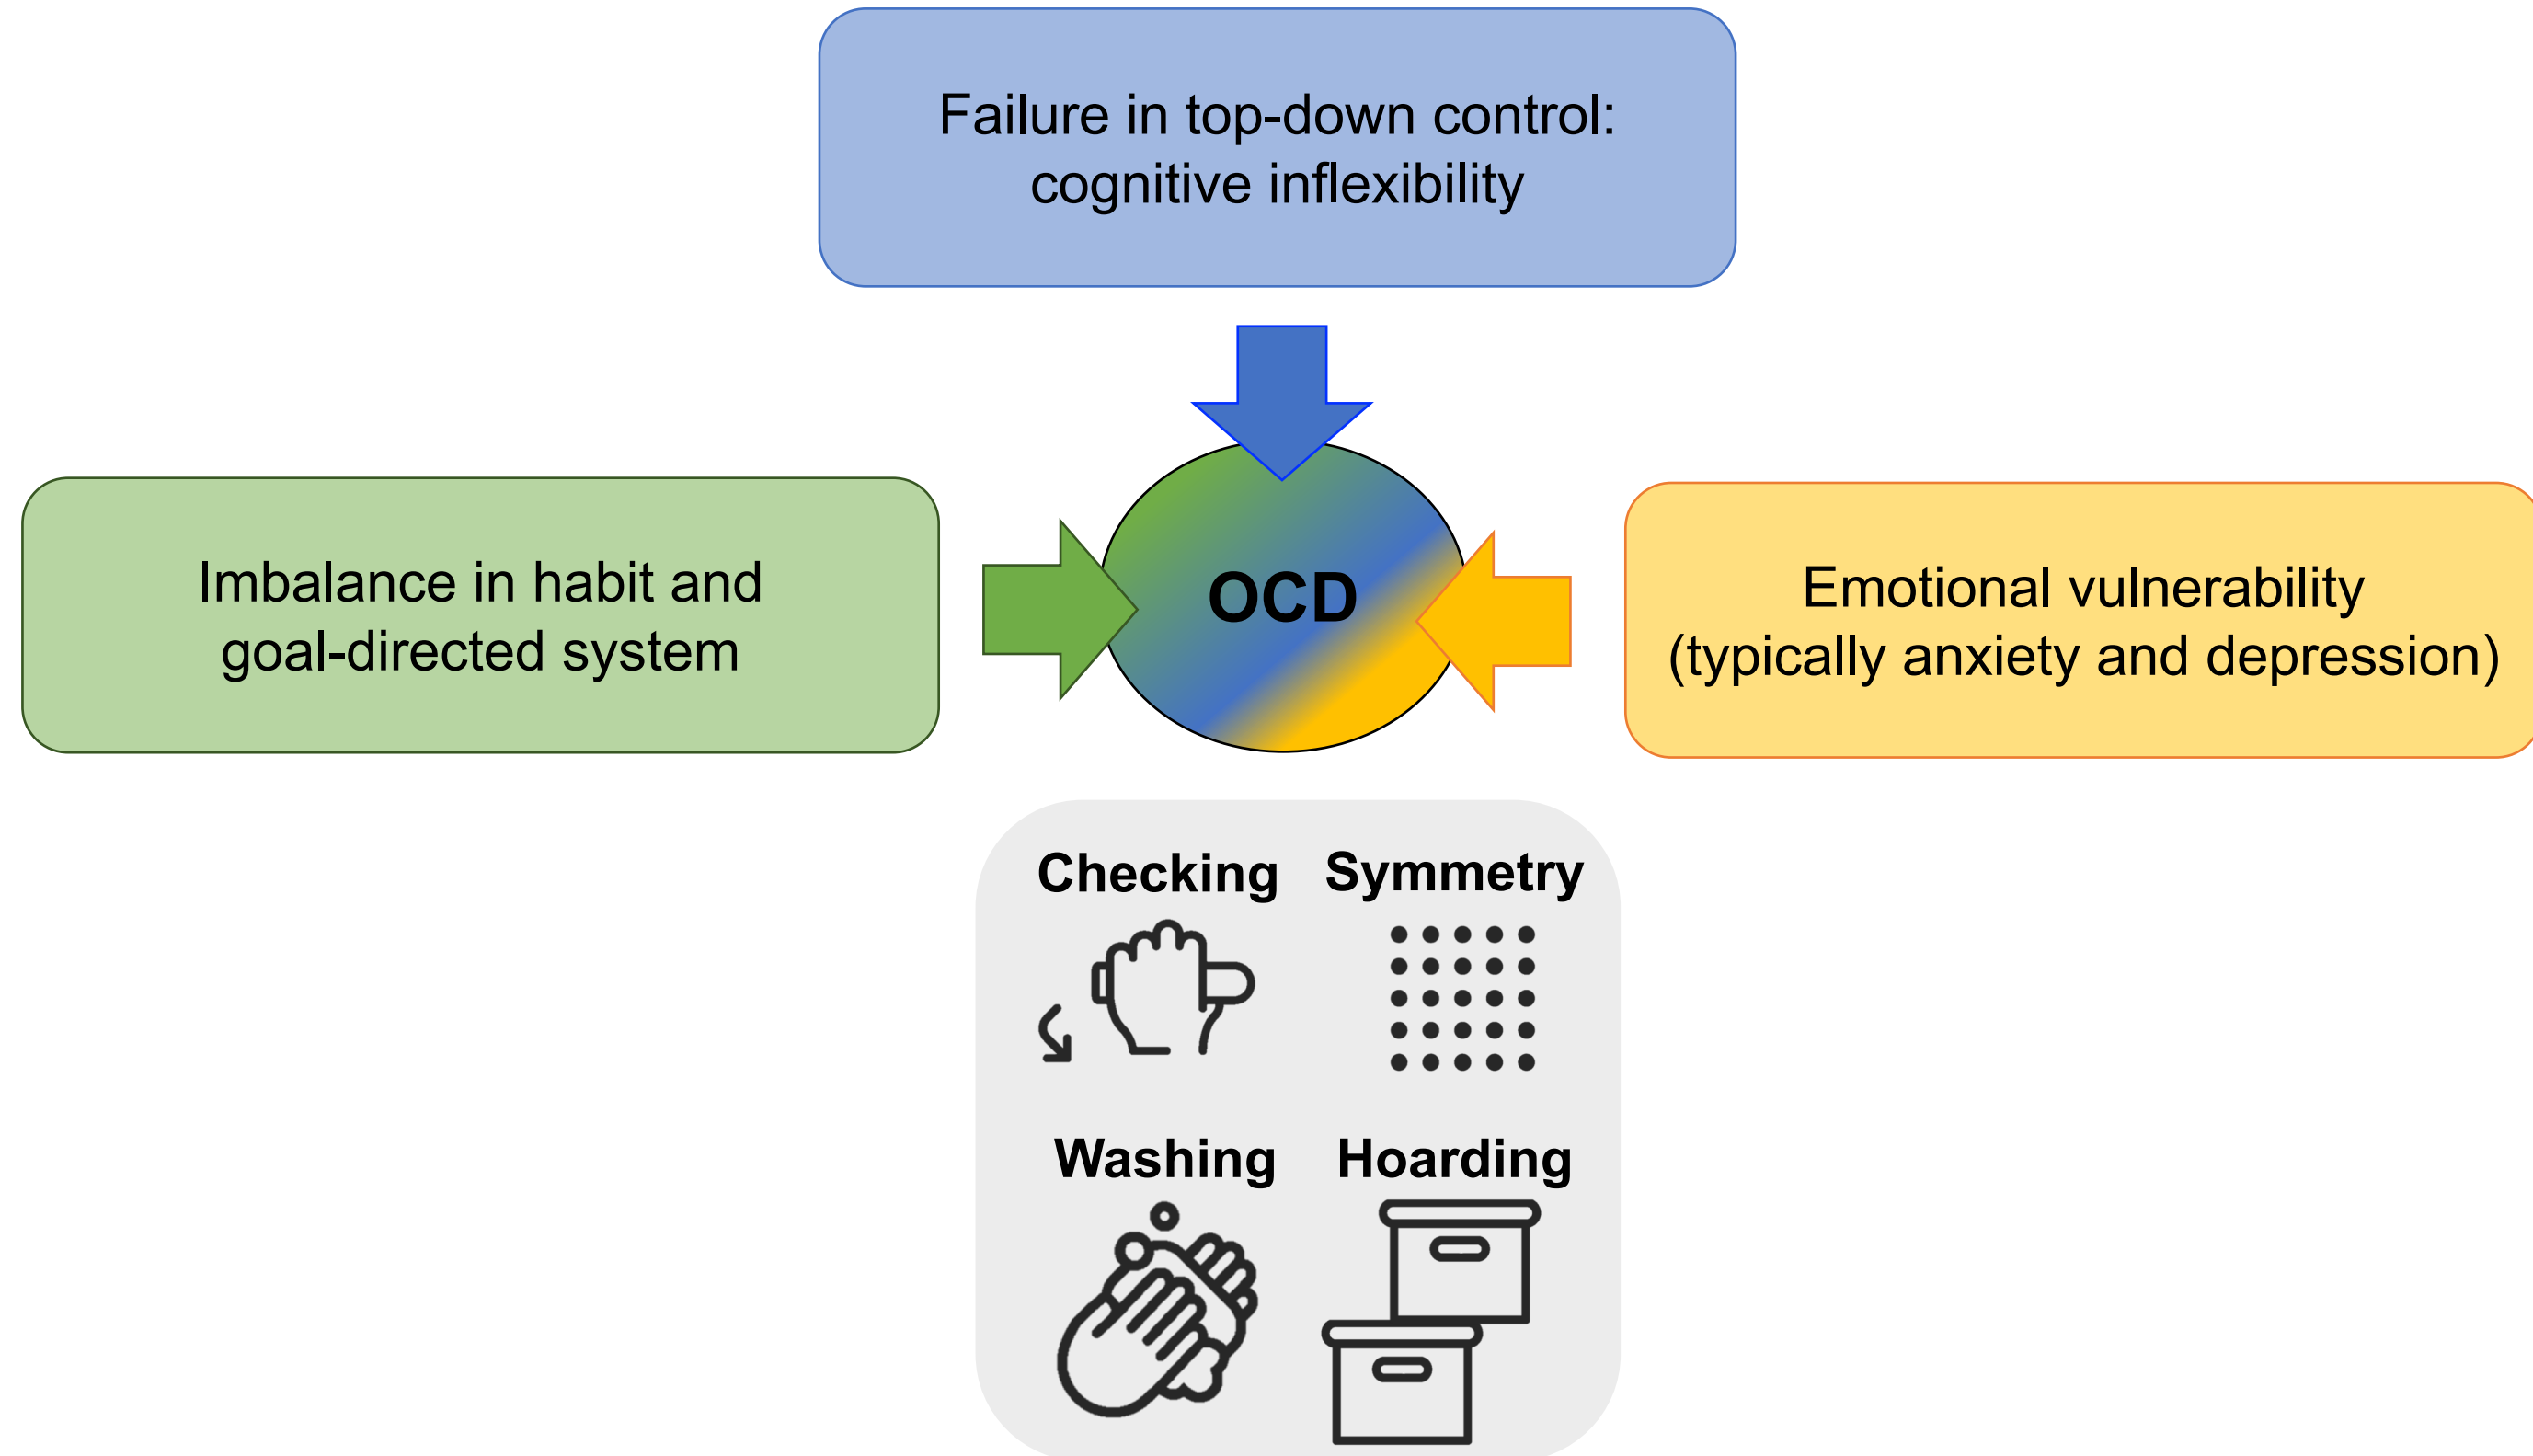 Failure in top-down control:
cognitive inflexibility
Imbalance in habit and
goal-directed system
OCD
Emotional vulnerability
(typically anxiety and depression)
Checking
Symmetry
Washing
Hoarding